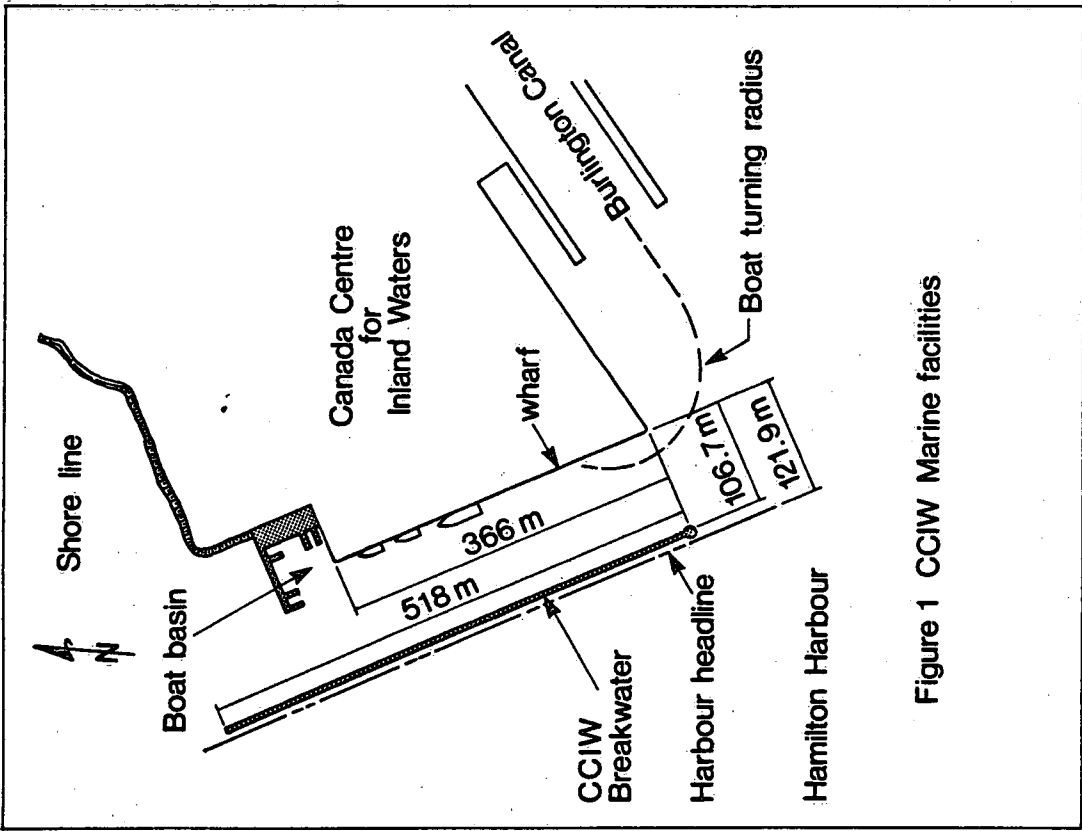 Shore line
N
Boat basin
Canada Centre
for
Inland Waters
Burlington Canal
wharf
Boat turning radius
366 m
518 m
106.7 m
121.9 m
CCIW
Breakwater
Harbour headline
Hamilton Harbour
Figure 1 CCIW Marine facilities